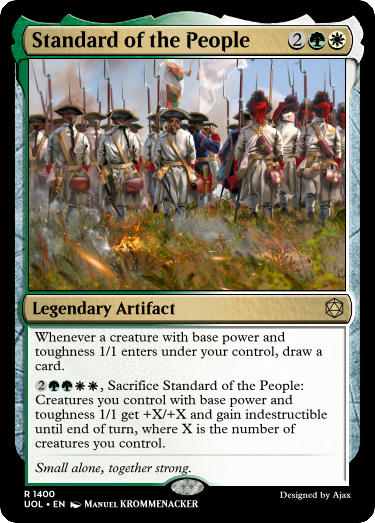 Standard of the People 2
Legendary Artifact
Whenever a creature with base power and
toughness 1/1 enters under your control, draw a
card.
2, Sacrifice Standard of the People:
Creatures you control with base power and
toughness 1/1 get +X/+X and gain indestructible
until end of turn, where X is the number of
creatures you control.
Small alone, together strong.
R 1400
UOL • EN Manuel Krommenacker
Designed by Ajax